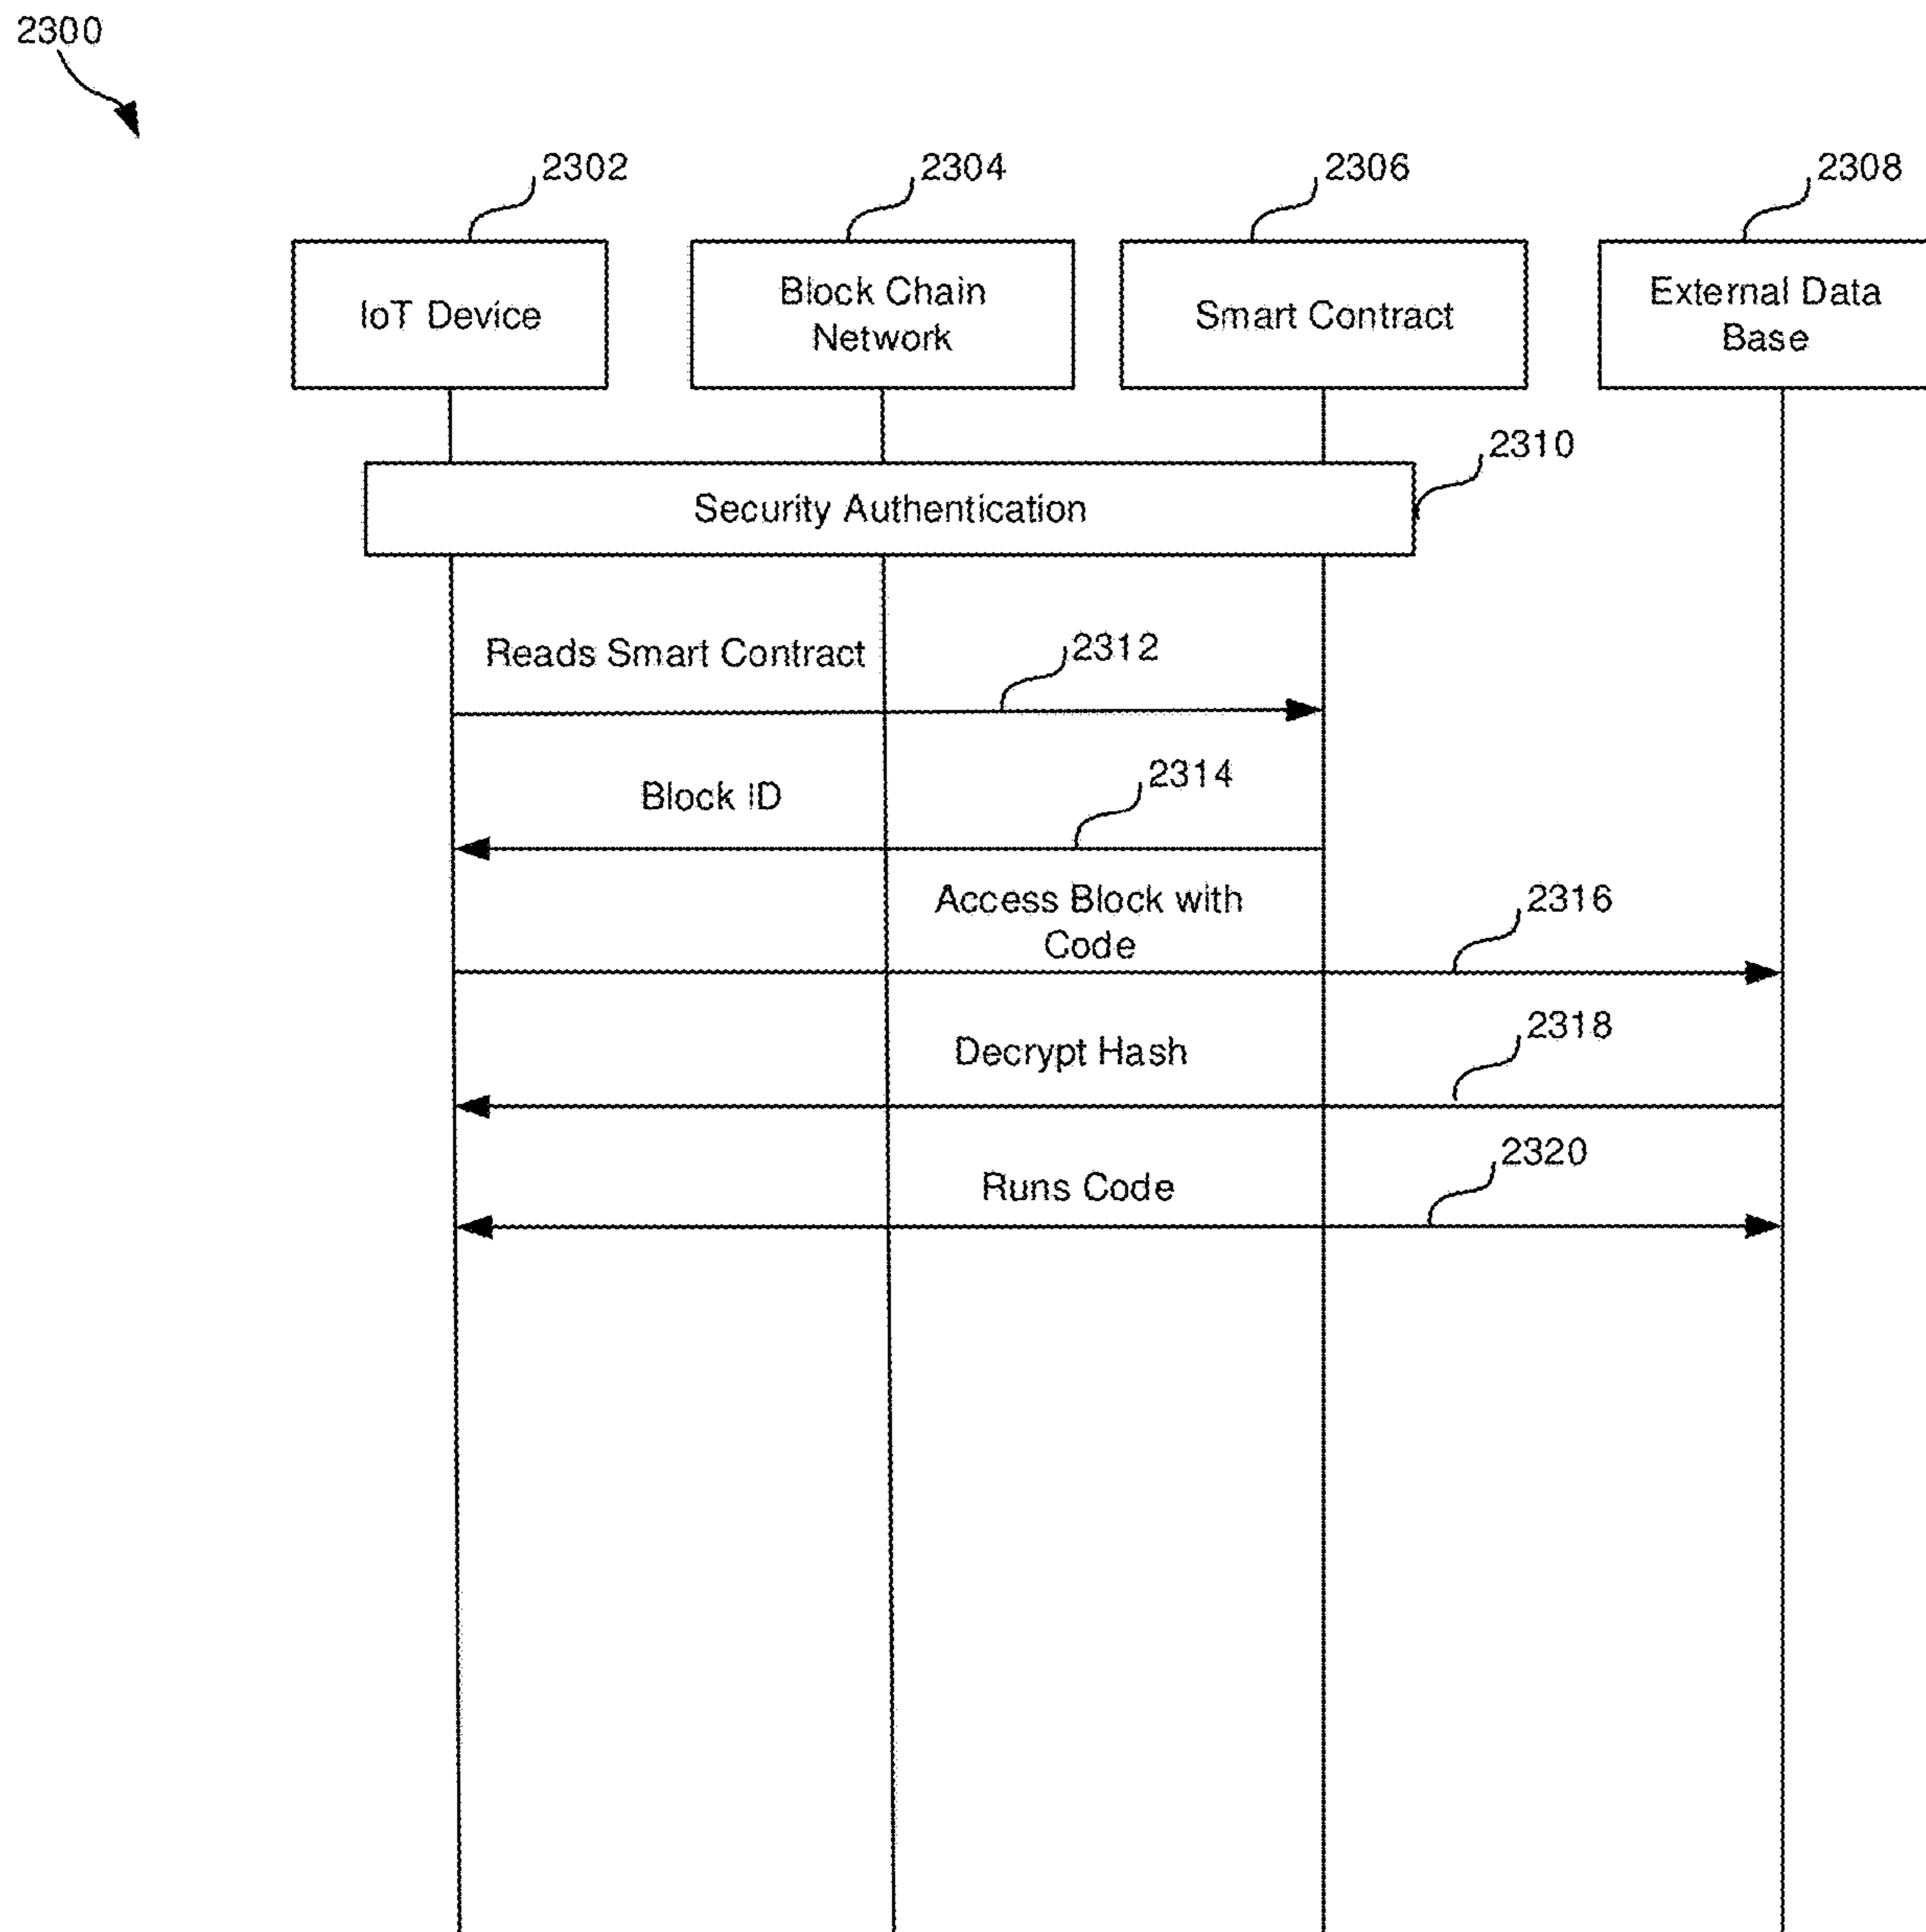 2300
2302
2304
2306
2308
IoT Device
Block Chain
Network
Smart Contract
External Data
Base
2310
Security Authentication
Reads Smart Contract
2312
Block ID
2314
Access Block with
Code
2316
Decrypt Hash
2318
Runs Code
2320